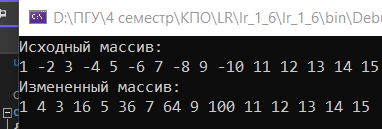 D:\ПГУ\4 семестр\КПО\LR\lr_1_6\lr_1_6\bin\Deb
Исходный массив:
1 -2 3 -4 5 -6 7 -8 9 -10 11 12 13 14 15
Измененный массив:
1 4 3 16 5 36 7 64 9 100 11 12 13 14 15